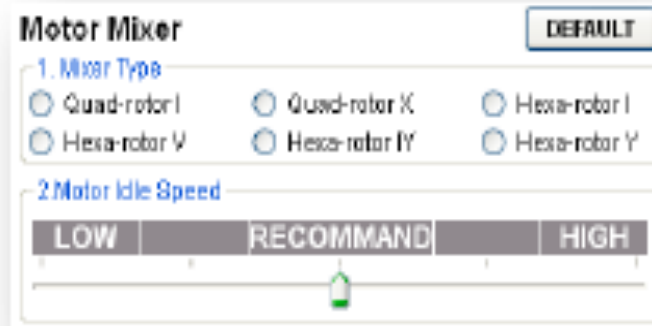 Motor Mixer DEFAULT
1. Mixer Type
Quad-rotor I Quad-rotor X Hexa-rotor I
Hexa-rotor V Hexa-rotor IY Hexa-rotor Y
2.Motor Idle Speed
LOW RECOMMAND HIGH